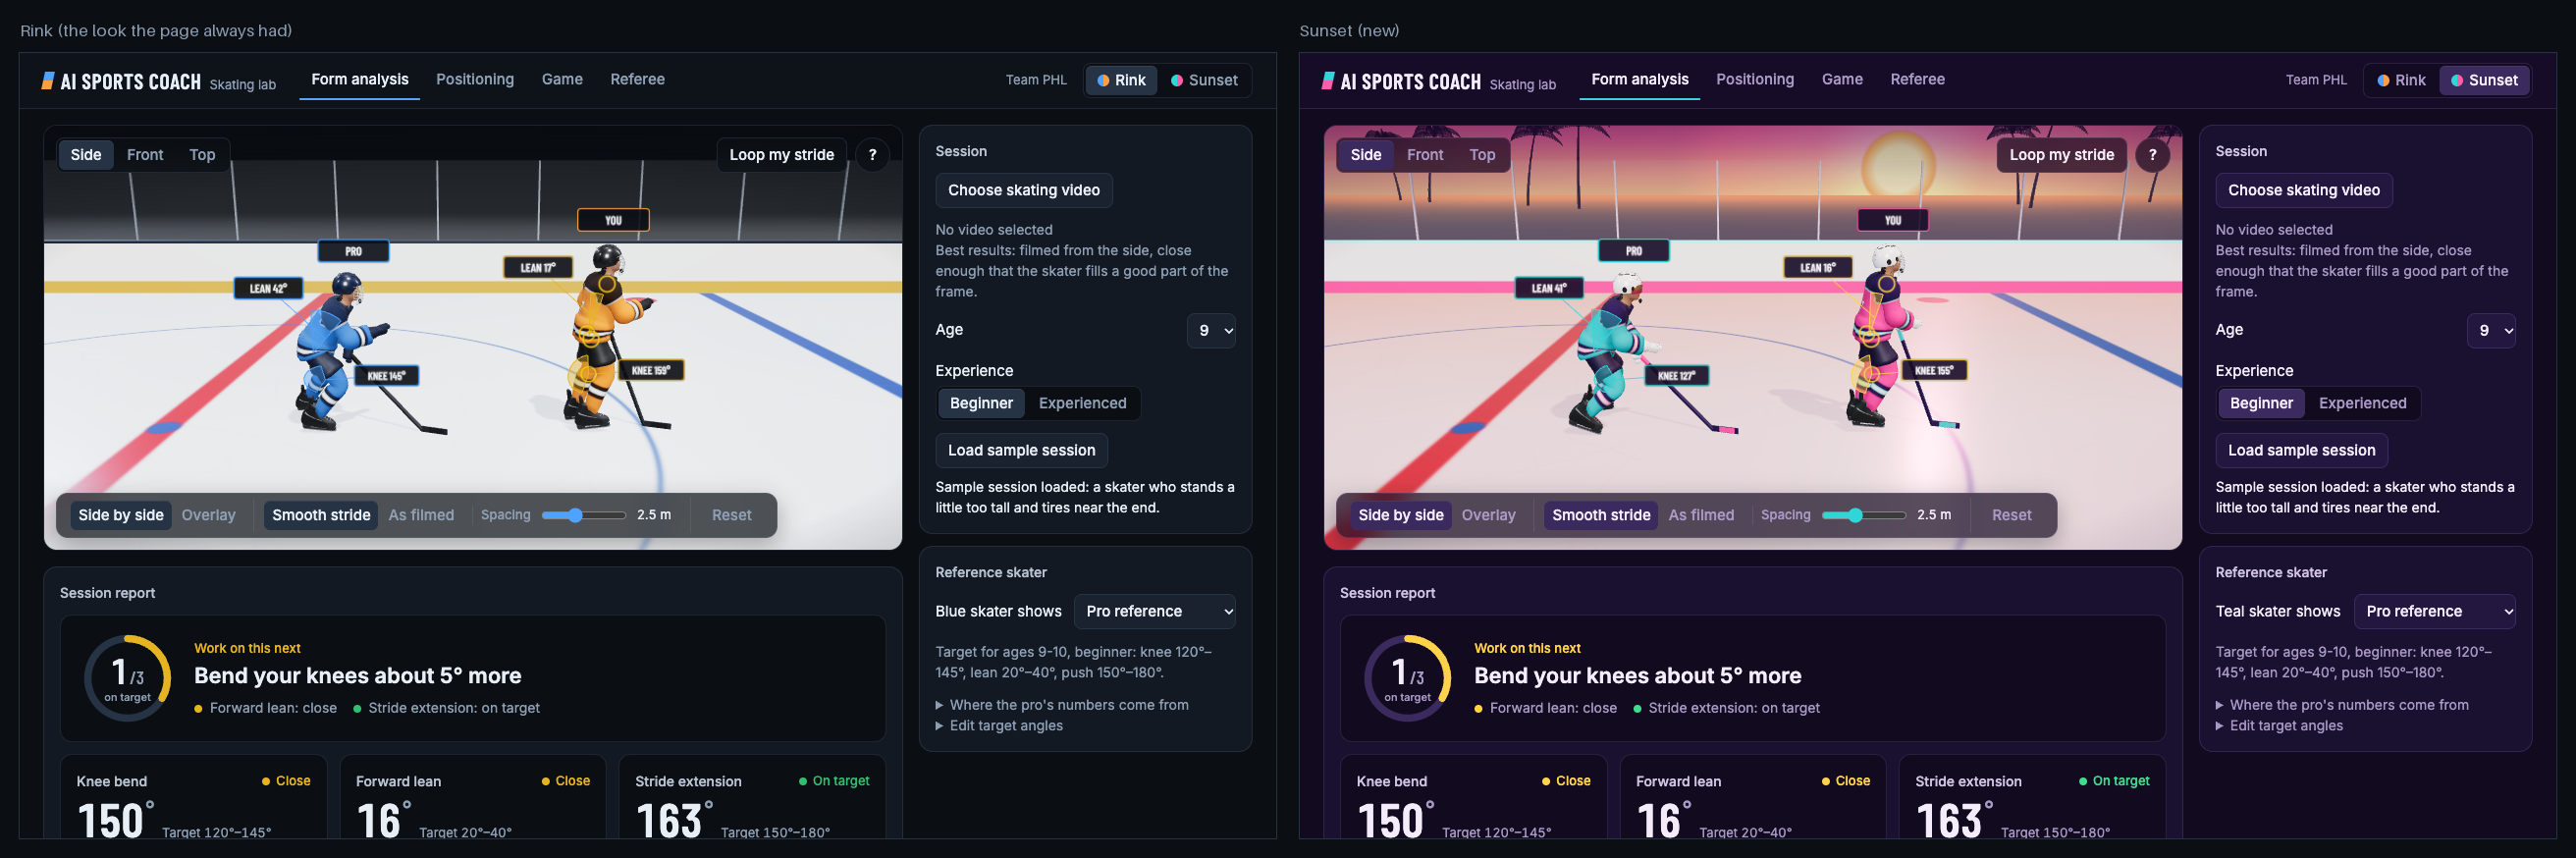 Rink (the look the page always had)
AI SPORTS COACH Skating lab Form analysis Positioning Game Referee Team PHL Rink Sunset
Side Front Top Loop my stride ?
YOU
PRO
LEAN 17°
LEAN 42°
KNEE 145°
KNEE 159°
Side by side Overlay Smooth stride As filmed Spacing 2.5 m Reset
Session
Choose skating video
No video selected
Best results: filmed from the side, close
enough that the skater fills a good part of the
frame.
Age 9
Experience
Beginner Experienced
Load sample session
Sample session loaded: a skater who stands a
little too tall and tires near the end.
Reference skater
Blue skater shows Pro reference
Target for ages 9-10, beginner: knee 120°–
145°, lean 20°–40°, push 150°–180°.
Where the pro's numbers come from
Edit target angles
Session report
1/3
on target
Work on this next
Bend your knees about 5° more
Forward lean: close Stride extension: on target
Knee bend Close
150° Target 120°–145°
Forward lean Close
16° Target 20°–40°
Stride extension On target
163° Target 150°–180°
Sunset (new)
AI SPORTS COACH Skating lab Form analysis Positioning Game Referee Team PHL Rink Sunset
Side Front Top Loop my stride ?
YOU
PRO
LEAN 16°
LEAN 41°
KNEE 127°
KNEE 155°
Side by side Overlay Smooth stride As filmed Spacing 2.5 m Reset
Session
Choose skating video
No video selected
Best results: filmed from the side, close
enough that the skater fills a good part of the
frame.
Age 9
Experience
Beginner Experienced
Load sample session
Sample session loaded: a skater who stands a
little too tall and tires near the end.
Reference skater
Teal skater shows Pro reference
Target for ages 9-10, beginner: knee 120°–
145°, lean 20°–40°, push 150°–180°.
Where the pro's numbers come from
Edit target angles
Session report
1/3
on target
Work on this next
Bend your knees about 5° more
Forward lean: close Stride extension: on target
Knee bend Close
150° Target 120°–145°
Forward lean Close
16° Target 20°–40°
Stride extension On target
163° Target 150°–180°